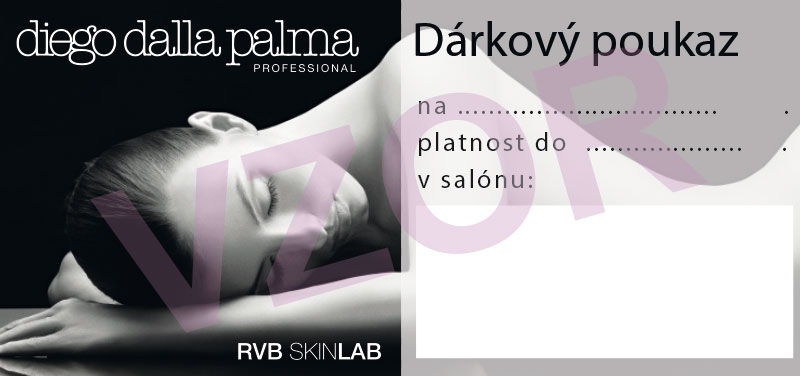 diego dalla palma
PROFESSIONAL
RVB SKINLAB
Dárkový poukaz
na ........................................ .
platnost do ..................... .
v salónu:
VZOR